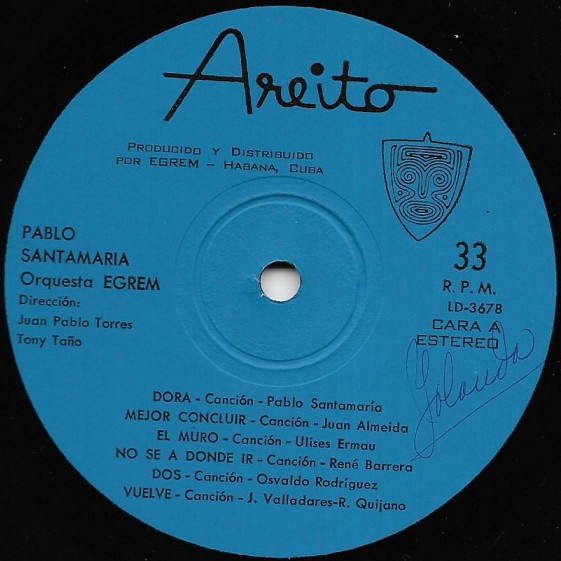 Areito
Producido y Distribuido
por EGREM – Habana, Cuba
PABLO
SANTAMARIA
Orquesta EGREM
Dirección:
Juan Pablo Torres
Tony Taño
33
R. P. M.
LD-3678
CARA A
ESTEREO
Yolanda
DORA - Canción - Pablo Santamaría
MEJOR CONCLUIR - Canción - Juan Almeida
EL MURO - Canción - Ulises Ermau
NO SE A DONDE IR - Canción - René Barrera
DOS - Canción - Osvaldo Rodríguez
VUELVE - Canción - J. Valladares-R. Quijano